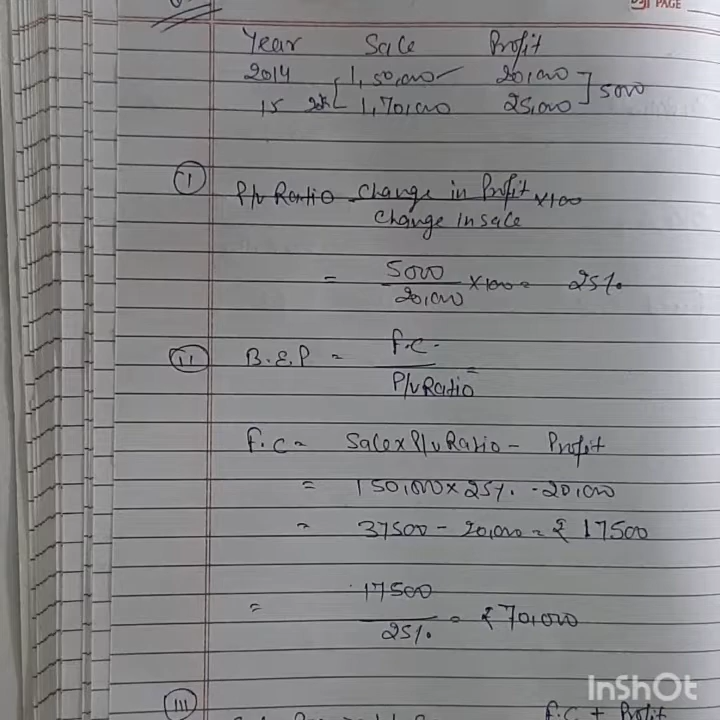 PAGE
Year Sale Profit
2014 1,50,000 20,000
15 1,70,000 25,000 5000
I
P/v Ratio = Change in Profit ×100
Change in sale
= 5000 ×100 = 25%
20,000
II B.E.P = F.C.
P/v Ratio
F.C = Sale×P/v Ratio - Profit
= 150,000×25% - 20,000
= 37500 - 20,000 = ₹ 17500
= 17500
25% = ₹ 70,000
InShOt
III
F.C + Profit